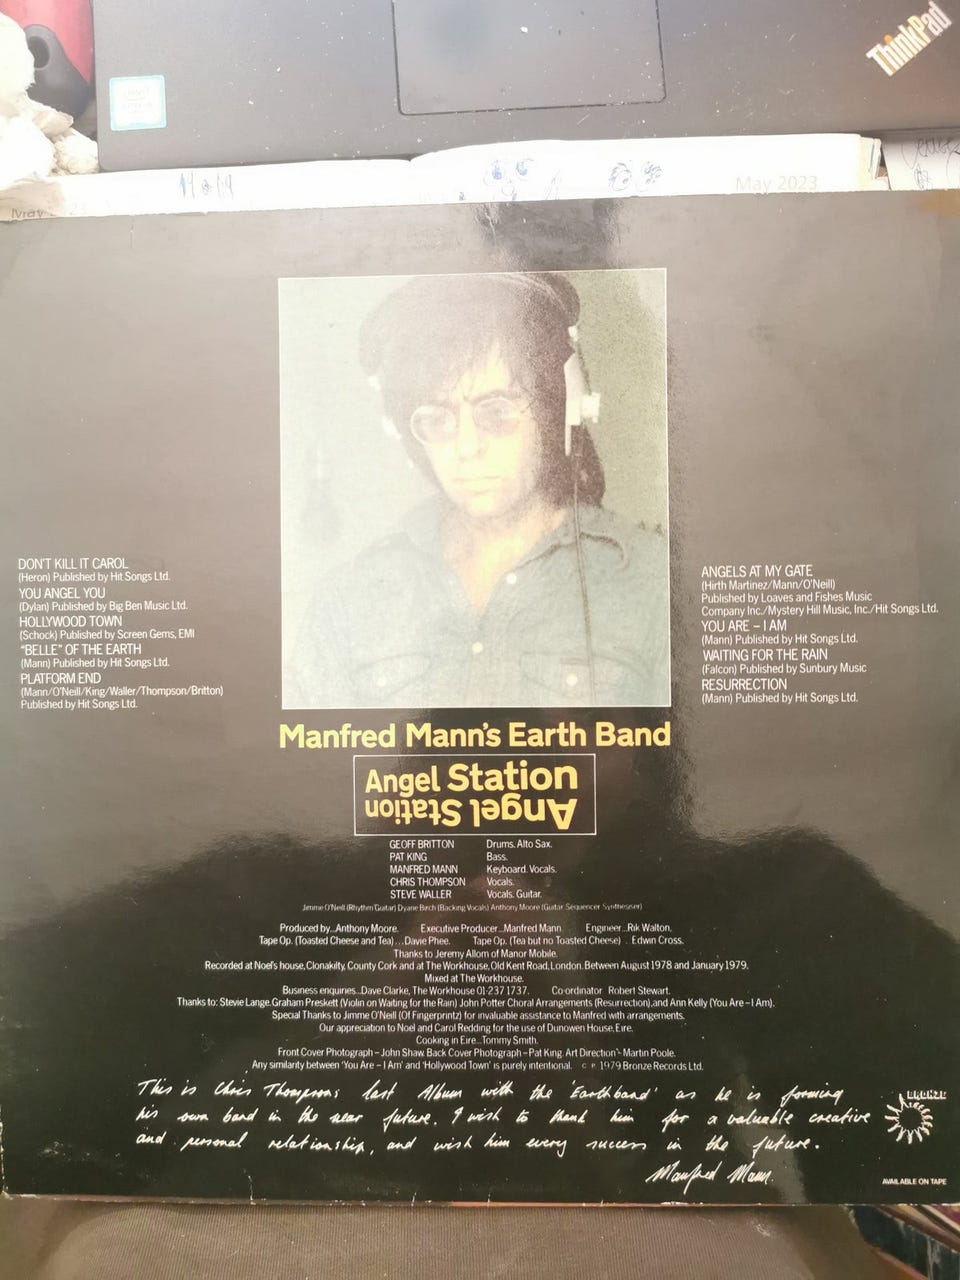 ThinkPad
May 2023
May
DON'T KILL IT CAROL
(Heron) Published by Hit Songs Ltd.
YOU ANGEL YOU
(Dylan) Published by Big Ben Music Ltd.
HOLLYWOOD TOWN
(Schock) Published by Screen Gems, EMI
"BELLE" OF THE EARTH
(Mann) Published by Hit Songs Ltd.
PLATFORM END
(Mann/O'Neill/King/Waller/Thompson/Britton)
Published by Hit Songs Ltd.
ANGELS AT MY GATE
(Hirth Martinez/Mann/O'Neill)
Published by Loaves and Fishes Music
Company Inc./Mystery Hill Music, Inc./Hit Songs Ltd.
YOU ARE – I AM
(Mann) Published by Hit Songs Ltd.
WAITING FOR THE RAIN
(Falcon) Published by Sunbury Music
RESURRECTION
(Mann) Published by Hit Songs Ltd.
Manfred Mann's Earth Band
Angel Station
Angel Station
GEOFF BRITTON Drums. Alto Sax.
PAT KING Bass.
MANFRED MANN Keyboard. Vocals.
CHRIS THOMPSON Vocals.
STEVE WALLER Vocals. Guitar.
Jimme O'Neill (Rhythm Guitar) Dyane Birch (Backing Vocals) Anthony Moore (Guitar Sequencer Synthesiser)
Produced by...Anthony Moore. Executive Producer...Manfred Mann. Engineer...Rik Walton.
Tape Op. (Toasted Cheese and Tea)...Davie Phee. Tape Op. (Tea but no Toasted Cheese) . Edwin Cross.
Thanks to Jeremy Allom of Manor Mobile.
Recorded at Noel's house, Clonakilty, County Cork and at The Workhouse, Old Kent Road, London. Between August 1978 and January 1979.
Mixed at The Workhouse.
Business enquiries...Dave Clarke, The Workhouse 01-237 1737. Co-ordinator Robert Stewart.
Thanks to: Stevie Lange. Graham Preskett (Violin on Waiting for the Rain) John Potter Choral Arrangements (Resurrection), and Ann Kelly (You Are – I Am).
Special Thanks to Jimme O'Neill (Of Fingerprintz) for invaluable assistance to Manfred with arrangements.
Our appreciation to Noel and Carol Redding for the use of Dunowen House, Eire.
Cooking in Eire...Tommy Smith.
Front Cover Photograph – John Shaw. Back Cover Photograph – Pat King. Art Direction – Martin Poole.
Any similarity between 'You Are – I Am' and 'Hollywood Town' is purely intentional. c p 1979 Bronze Records Ltd.
This is Chris Thompsons last Album with the 'Earthband' as he is forming
his own band in the near future. I wish to thank him for a valuable creative
and personal relationship, and wish him every success in the future.
Manfred Mann.
BRONZE
AVAILABLE ON TAPE